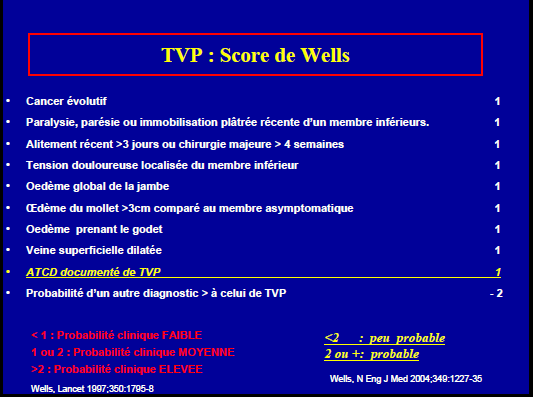 TVP : Score de Wells
• Cancer évolutif 1
• Paralysie, parésie ou immobilisation plâtrée récente d'un membre inférieurs. 1
• Alitement récent >3 jours ou chirurgie majeure > 4 semaines 1
• Tension douloureuse localisée du membre inférieur 1
• Oedème global de la jambe 1
• Œdème du mollet >3cm comparé au membre asymptomatique 1
• Oedème prenant le godet 1
• Veine superficielle dilatée 1
• ATCD documenté de TVP 1
• Probabilité d'un autre diagnostic > à celui de TVP - 2
< 1 : Probabilité clinique FAIBLE
1 ou 2 : Probabilité clinique MOYENNE
>2 : Probabilité clinique ELEVEE
Wells, Lancet 1997;350:1795-8
<2 : peu probable
2 ou +: probable
Wells, N Eng J Med 2004;349:1227-35